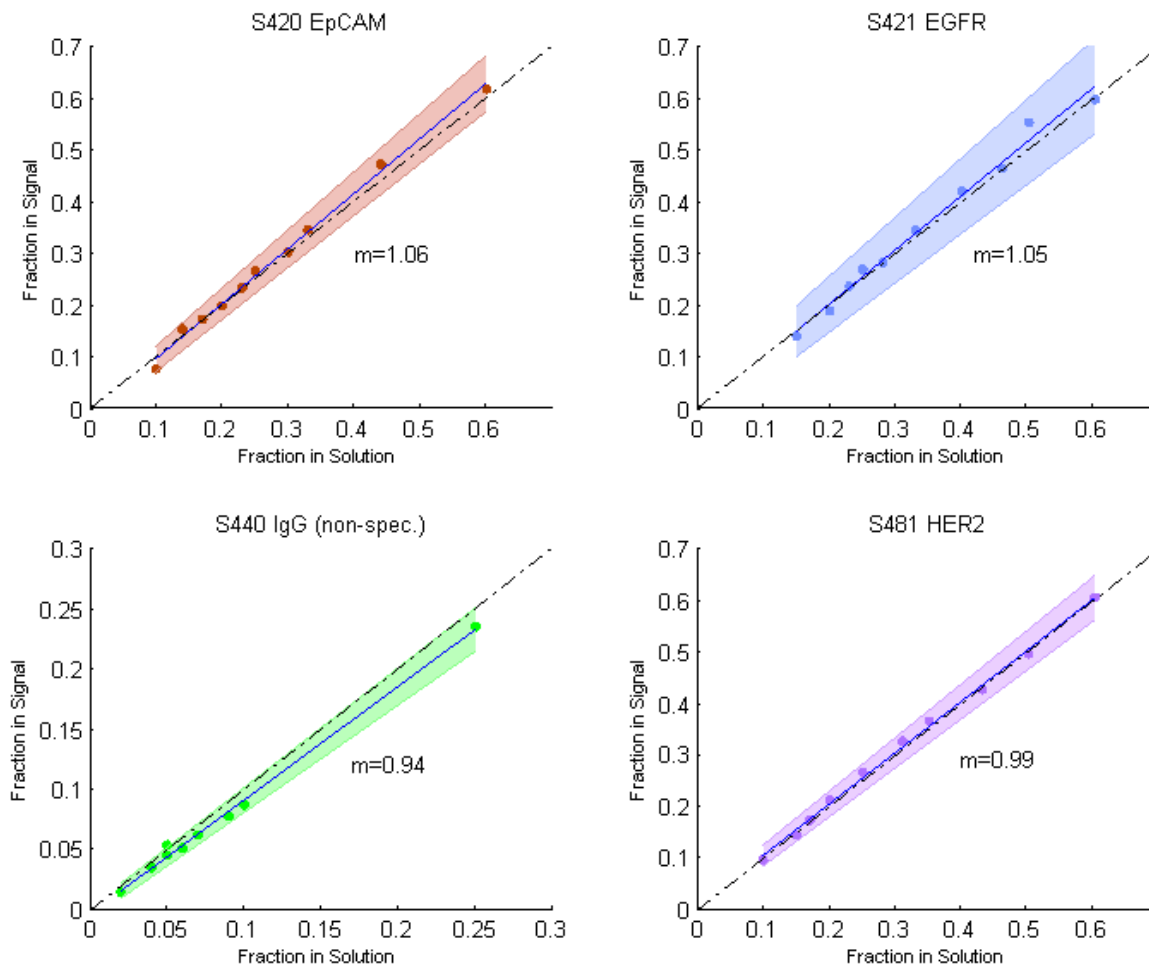 S420 EpCAM
0.7
0.6
0.5
0.4
0.3
0.2
0.1
0
Fraction in Signal
m=1.06
0 0.1 0.2 0.3 0.4 0.5 0.6
Fraction in Solution
S421 EGFR
0.7
0.6
0.5
0.4
0.3
0.2
0.1
0
Fraction in Signal
m=1.05
0 0.1 0.2 0.3 0.4 0.5 0.6
Fraction in Solution
S440 IgG (non-spec.)
0.3
0.25
0.2
0.15
0.1
0.05
0
Fraction in Signal
m=0.94
0 0.05 0.1 0.15 0.2 0.25 0.3
Fraction in Solution
S481 HER2
0.7
0.6
0.5
0.4
0.3
0.2
0.1
0
Fraction in Signal
m=0.99
0 0.1 0.2 0.3 0.4 0.5 0.6
Fraction in Solution